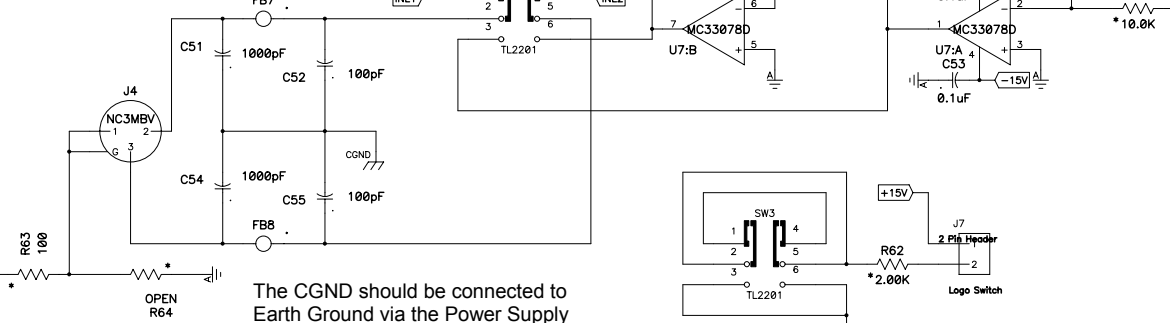 FB7
INL1
2
5
INL2
3
6
TL2201
6
7
MC33078D
5
U7:B
A
2
*10.0K
1
MC33078D
3
U7:A
4
C53
A
-15V
A
0.1uF
C51
1000pF
C52
100pF
J4
NC3MBV
1
2
G
3
CGND
C54
1000pF
C55
100pF
R63
100
FB8
*
*
A
OPEN
R64
The CGND should be connected to
Earth Ground via the Power Supply
SW3
1
4
2
5
3
6
TL2201
+15V
J7
2 Pin Header
1
2
R62
*2.00K
Logo Switch